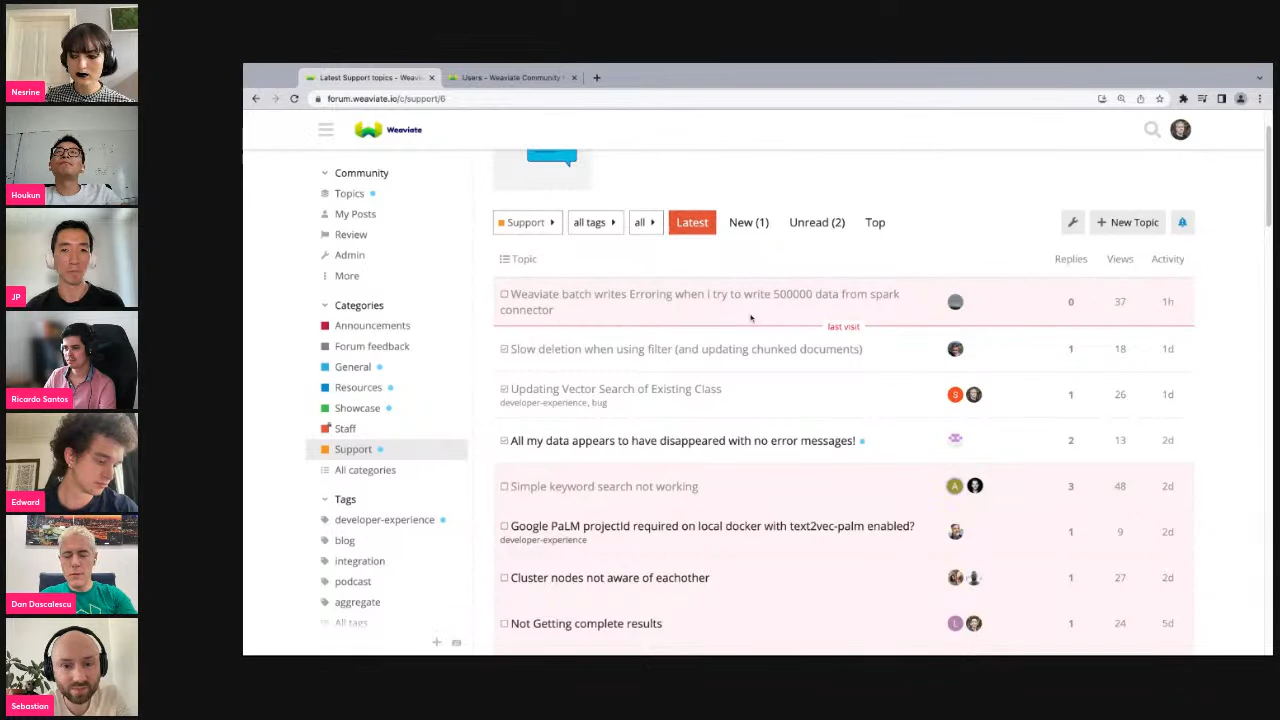 Nesrine
Houkun
JP
Ricardo Santos
Edward
Dan Dascalescu
Sebastian
Latest Support topics - Weavi
Users - Weaviate Community
forum.weaviate.io/c/support/6
Weaviate
Community
Topics
My Posts
Review
Admin
More
Categories
Announcements
Forum feedback
General
Resources
Showcase
Staff
Support
All categories
Tags
developer-experience
blog
integration
podcast
aggregate
All tags
Support
all tags
all
Latest
New (1)
Unread (2)
Top
+ New Topic
Topic
Replies
Views
Activity
Weaviate batch writes Erroring when i try to write 500000 data from spark
connector
0
37
1h
last visit
Slow deletion when using filter (and updating chunked documents)
1
18
1d
Updating Vector Search of Existing Class
developer-experience, bug
S
1
26
1d
All my data appears to have disappeared with no error messages!
2
13
2d
Simple keyword search not working
A
3
48
2d
Google PaLM projectId required on local docker with text2vec-palm enabled?
developer-experience
1
9
2d
Cluster nodes not aware of eachother
1
27
2d
Not Getting complete results
L
1
24
5d